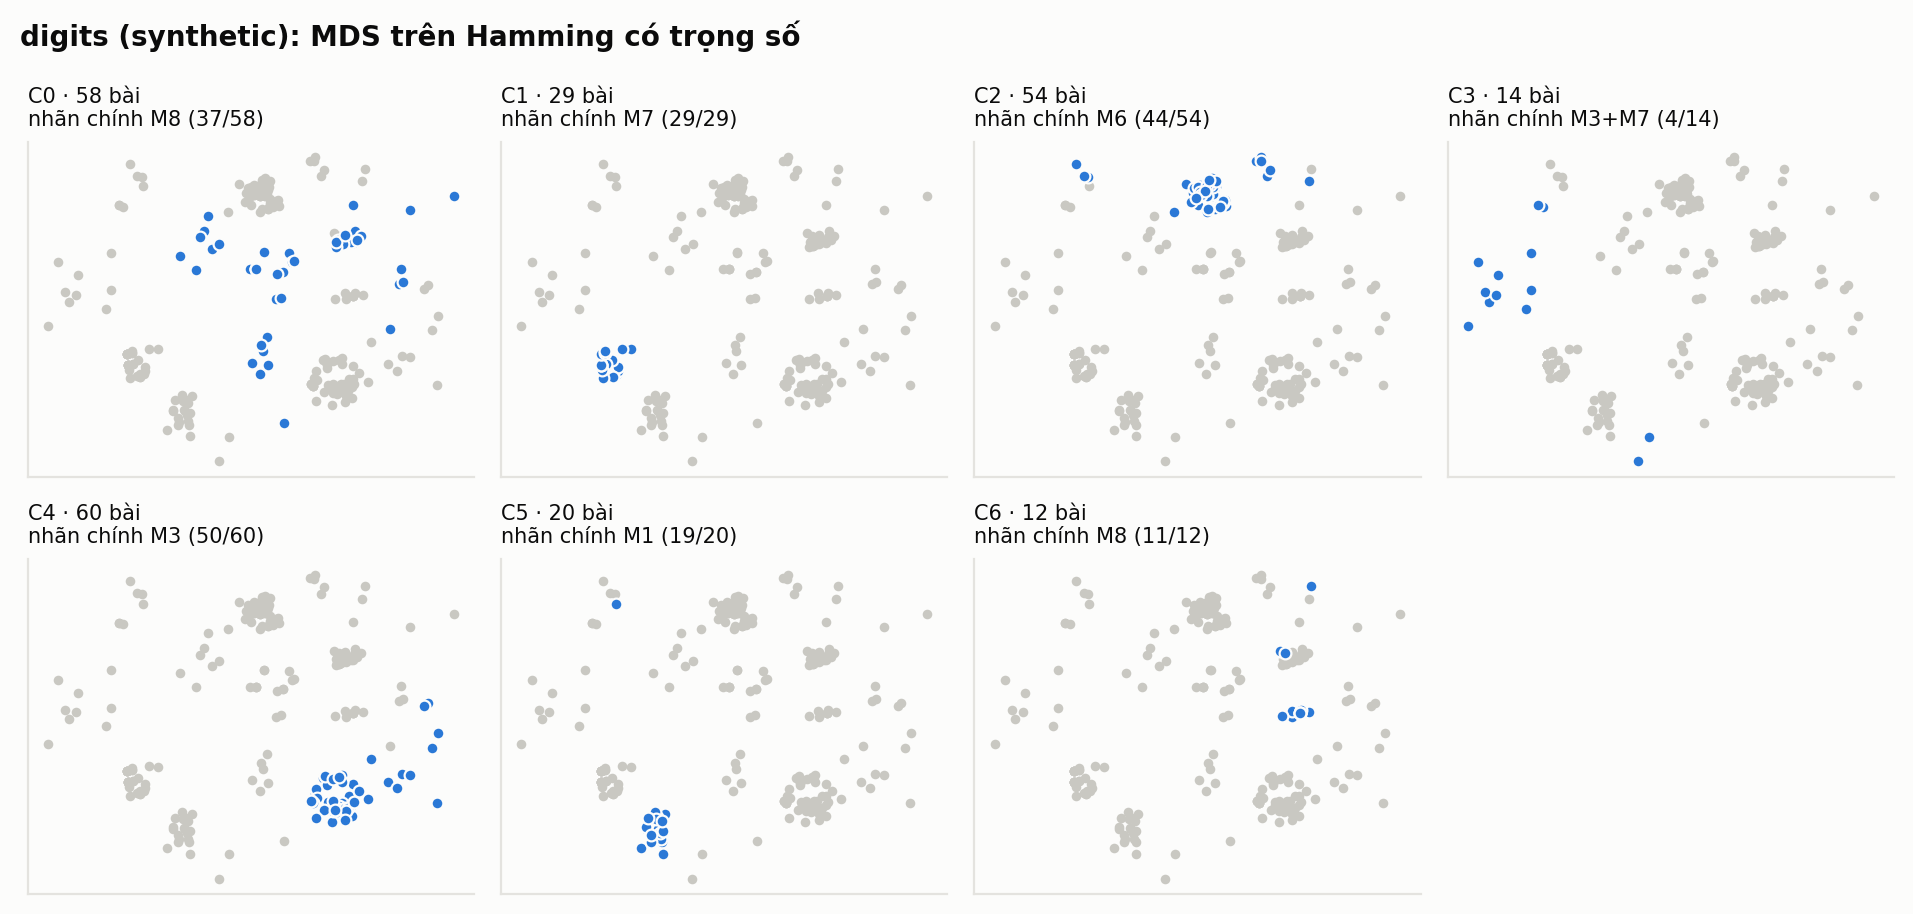 digits (synthetic): MDS trên Hamming có trọng số
C0 · 58 bài
nhãn chính M8 (37/58)
C1 · 29 bài
nhãn chính M7 (29/29)
C2 · 54 bài
nhãn chính M6 (44/54)
C3 · 14 bài
nhãn chính M3+M7 (4/14)
C4 · 60 bài
nhãn chính M3 (50/60)
C5 · 20 bài
nhãn chính M1 (19/20)
C6 · 12 bài
nhãn chính M8 (11/12)